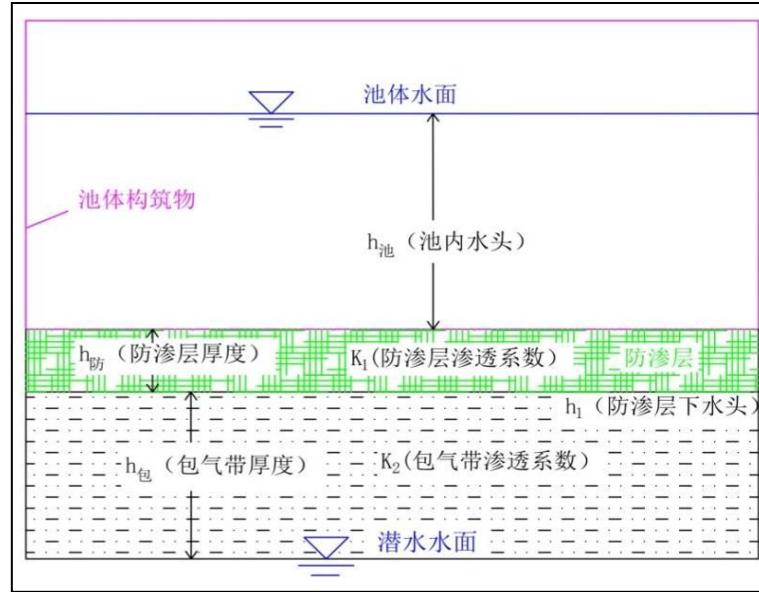 池体水面
池体构筑物
h池（池内水头）
h防（防渗层厚度）
K1(防渗层渗透系数）
防渗层
h1（防渗层下水头）
h包（包气带厚度）
K2(包气带渗透系数）
潜水水面